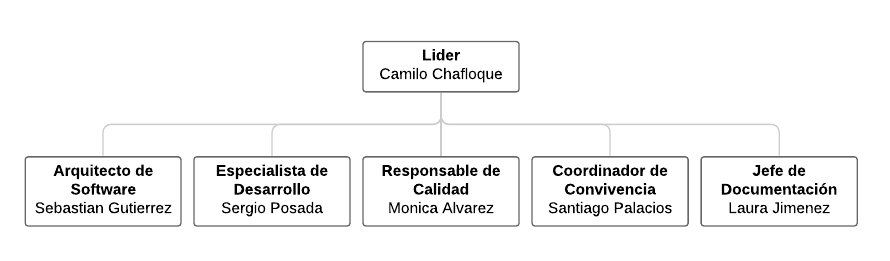 Lider
Camilo Chafloque
Arquitecto de
Software
Sebastian Gutierrez
Especialista de
Desarrollo
Sergio Posada
Responsable de
Calidad
Monica Alvarez
Coordinador de
Convivencia
Santiago Palacios
Jefe de
Documentación
Laura Jimenez